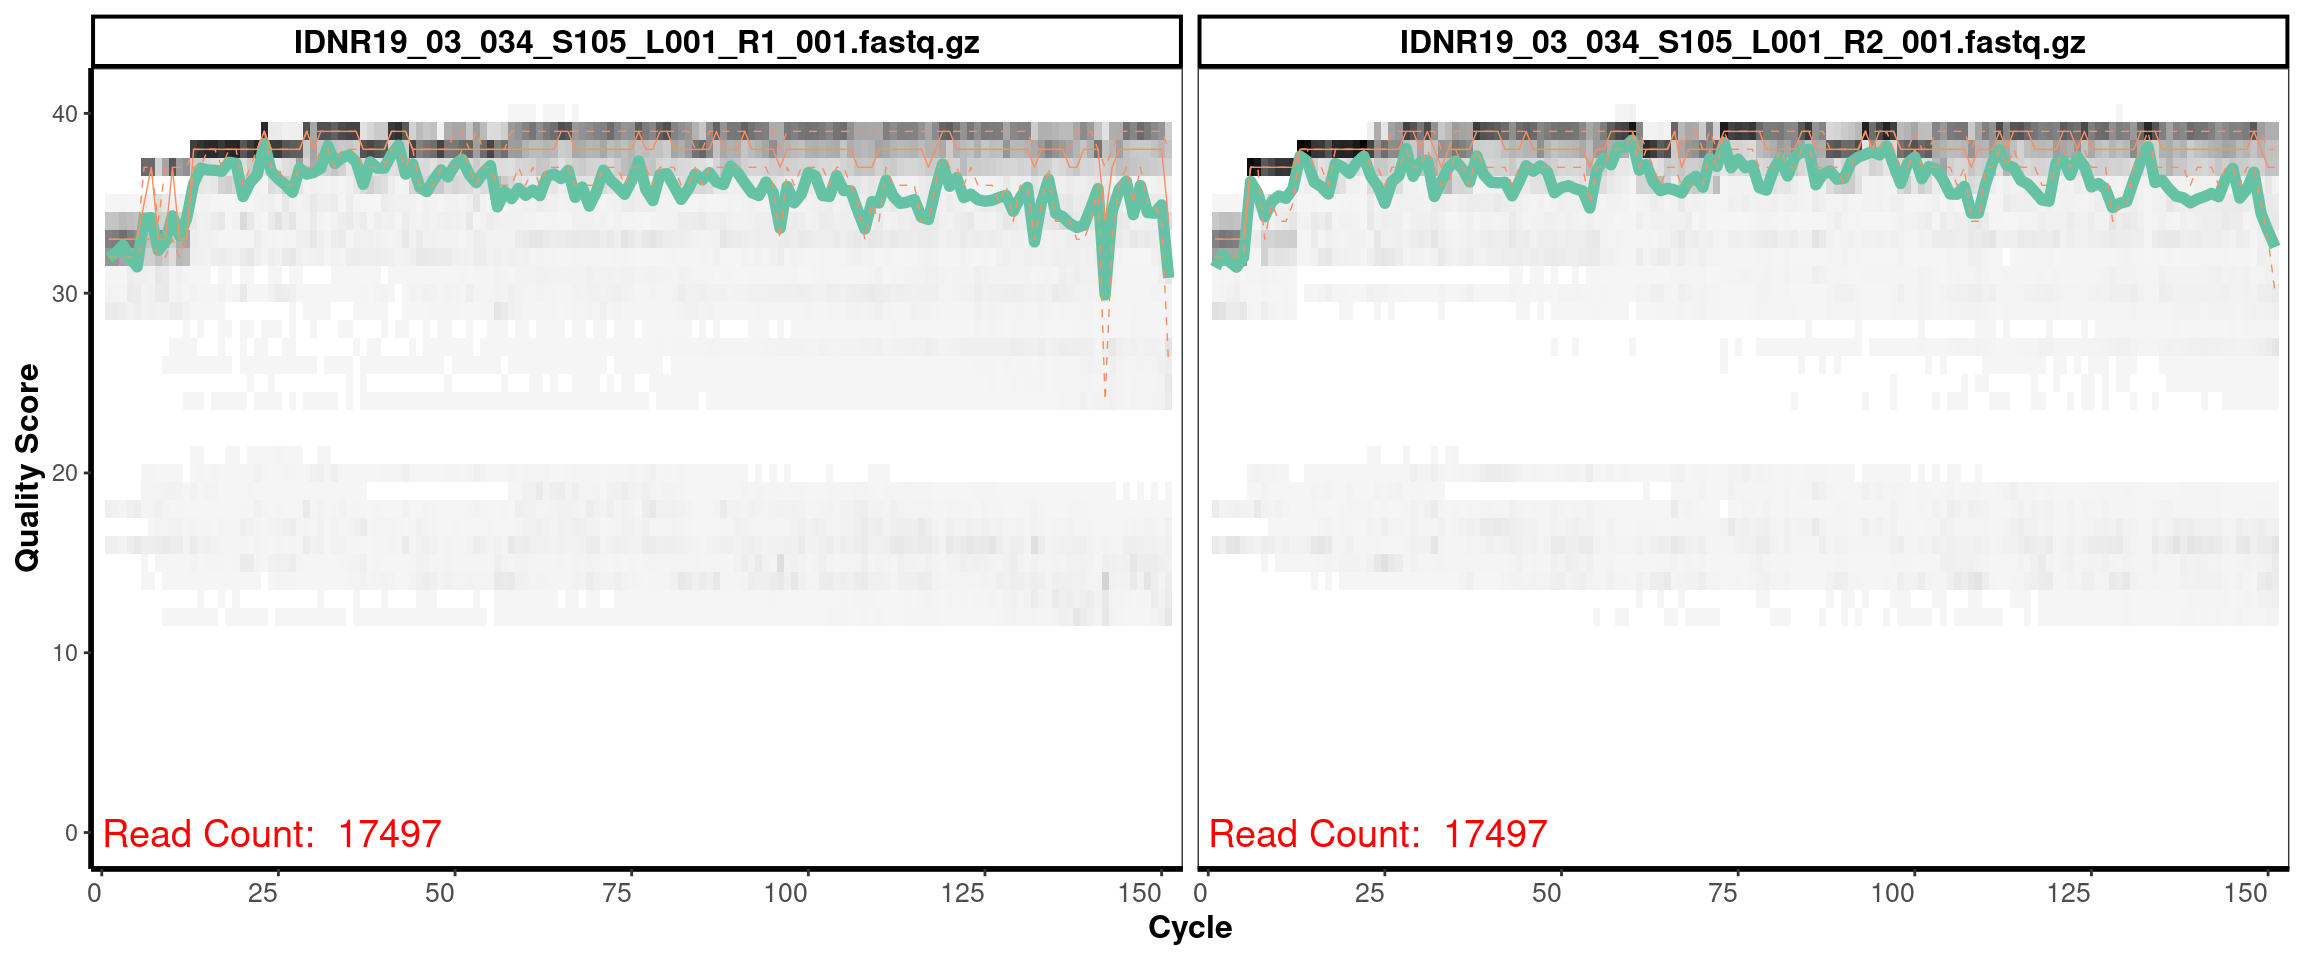 IDNR19_03_034_S105_L001_R1_001.fastq.gz
IDNR19_03_034_S105_L001_R2_001.fastq.gz
Quality Score
40
30
20
10
0
Read Count: 17497
Read Count: 17497
0 25 50 75 100 125 150
0 25 50 75 100 125 150
Cycle